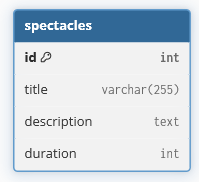 spectacles
id int
title varchar(255)
description text
duration int